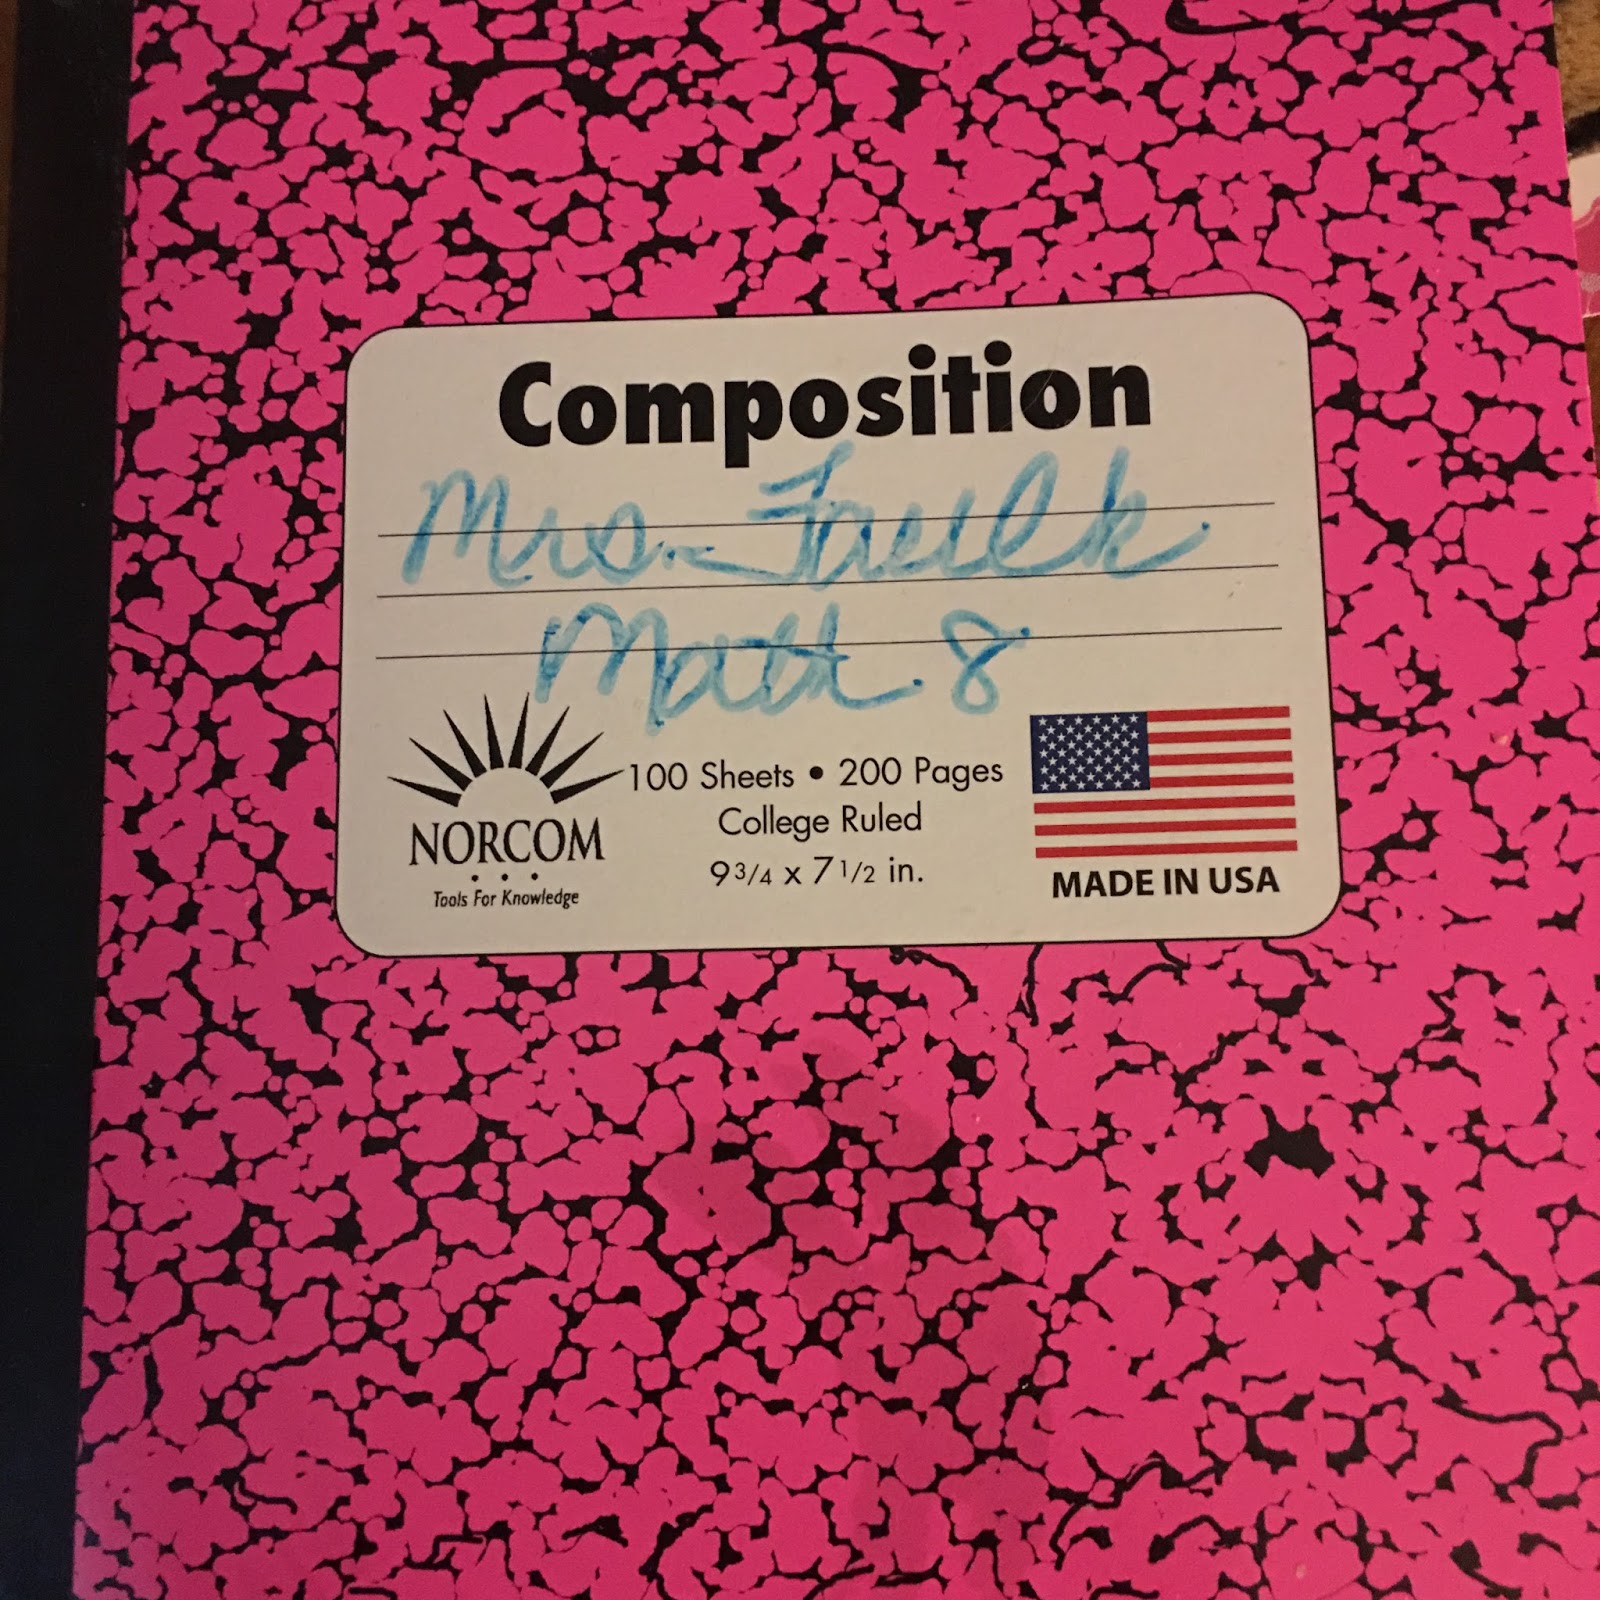 Composition
Mrs. Faulk
Math 8
NORCOM
Tools For Knowledge
100 Sheets • 200 Pages
College Ruled
9 3/4 x 7 1/2 in.
MADE IN USA